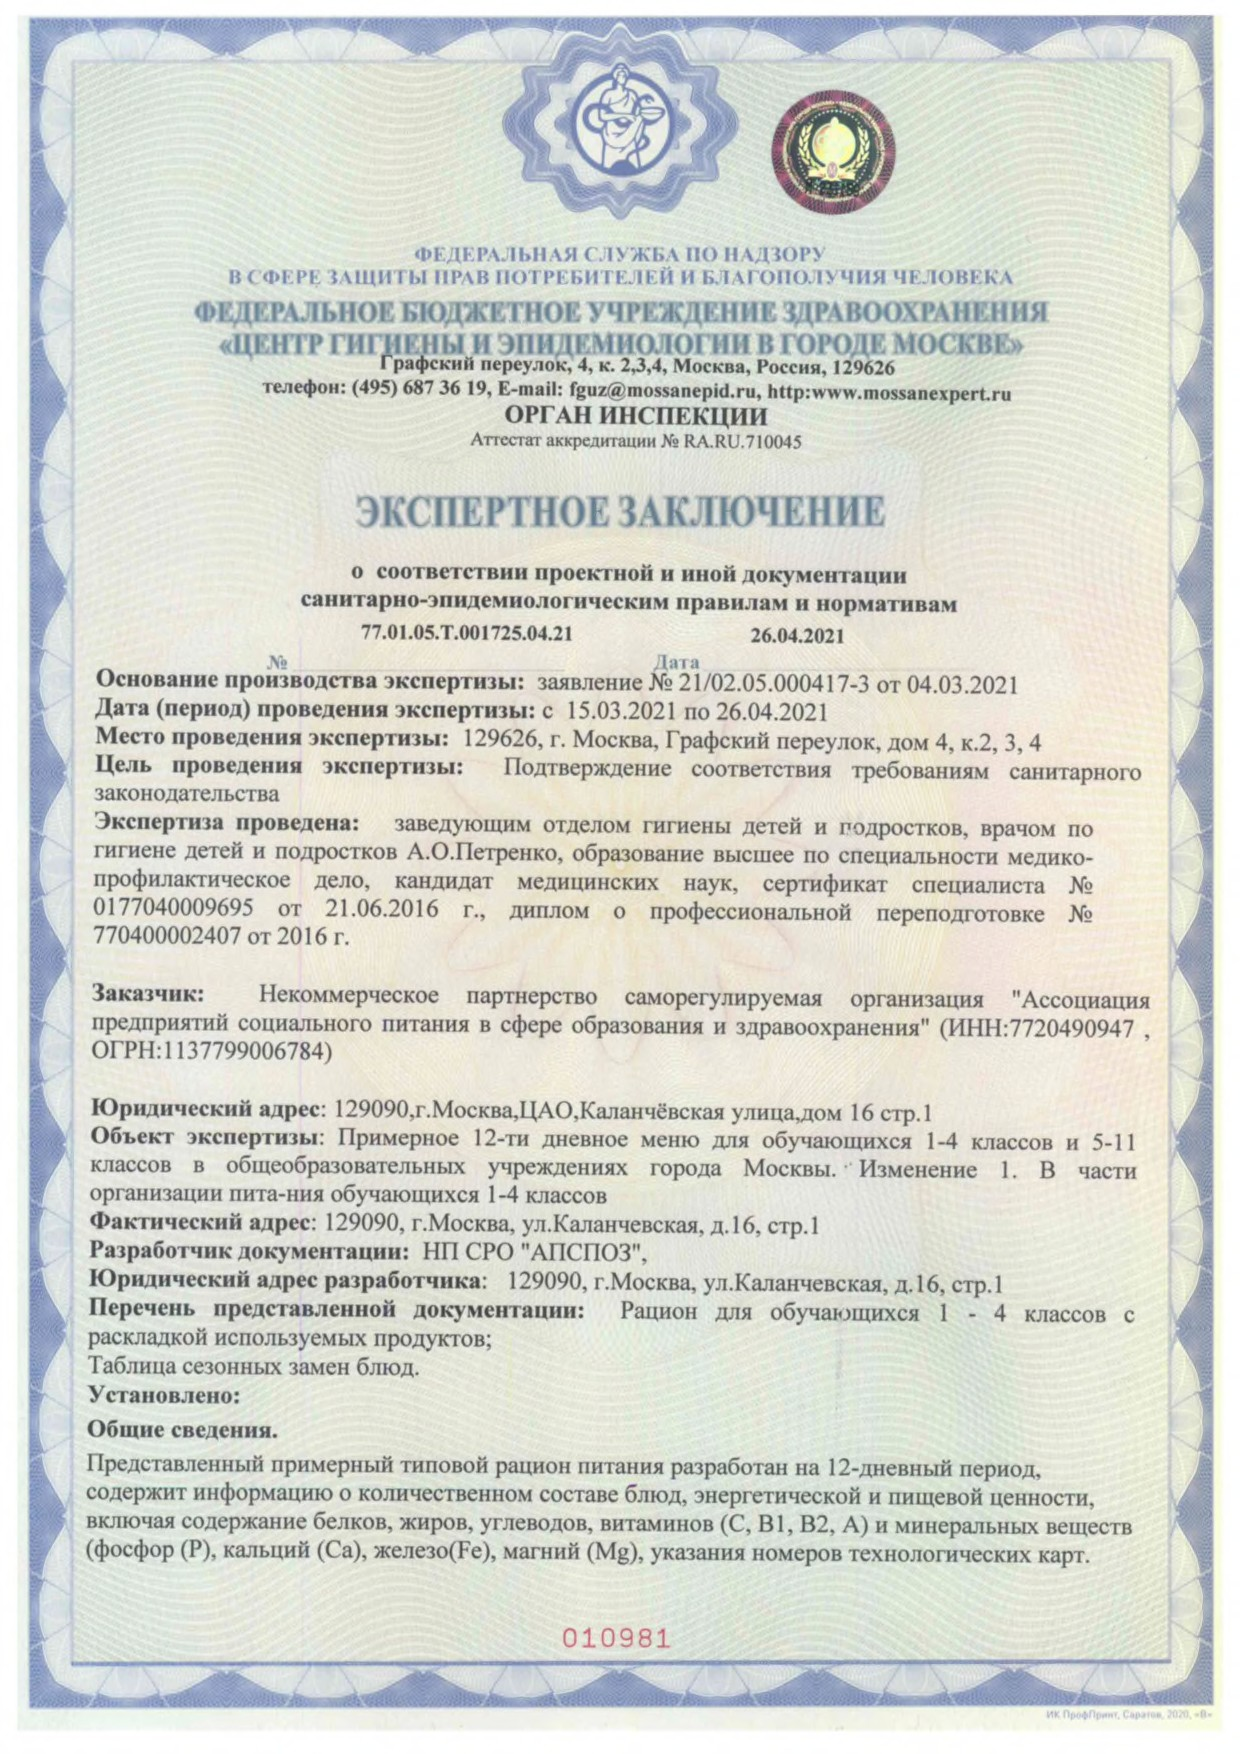 ФЕДЕРАЛЬНАЯ СЛУЖБА ПО НАДЗОРУ
В СФЕРЕ ЗАЩИТЫ ПРАВ ПОТРЕБИТЕЛЕЙ И БЛАГОПОЛУЧИЯ ЧЕЛОВЕКА
ФЕДЕРАЛЬНОЕ БЮДЖЕТНОЕ УЧРЕЖДЕНИЕ ЗДРАВООХРАНЕНИЯ
«ЦЕНТР ГИГИЕНЫ И ЭПИДЕМИОЛОГИИ В ГОРОДЕ МОСКВЕ»
Графский переулок, 4, к. 2,3,4, Москва, Россия, 129626
телефон: (495) 687 36 19, E-mail: fguz@mossanepid.ru, http:www.mossanexpert.ru
ОРГАН ИНСПЕКЦИИ
Аттестат аккредитации № RA.RU.710045
ЭКСПЕРТНОЕ ЗАКЛЮЧЕНИЕ
о соответствии проектной и иной документации
санитарно-эпидемиологическим правилам и нормативам
77.01.05.Т.001725.04.21 26.04.2021
№ Дата
Основание производства экспертизы: заявление № 21/02.05.000417-3 от 04.03.2021
Дата (период) проведения экспертизы: с 15.03.2021 по 26.04.2021
Место проведения экспертизы: 129626, г. Москва, Графский переулок, дом 4, к.2, 3, 4
Цель проведения экспертизы: Подтверждение соответствия требованиям санитарного
законодательства
Экспертиза проведена: заведующим отделом гигиены детей и подростков, врачом по
гигиене детей и подростков А.О.Петренко, образование высшее по специальности медико-
профилактическое дело, кандидат медицинских наук, сертификат специалиста №
0177040009695 от 21.06.2016 г., диплом о профессиональной переподготовке №
770400002407 от 2016 г.
Заказчик: Некоммерческое партнерство саморегулируемая организация "Ассоциация
предприятий социального питания в сфере образования и здравоохранения" (ИНН:7720490947 ,
ОГРН:1137799006784)
Юридический адрес: 129090,г.Москва,ЦАО,Каланчёвская улица,дом 16 стр.1
Объект экспертизы: Примерное 12-ти дневное меню для обучающихся 1-4 классов и 5-11
классов в общеобразовательных учреждениях города Москвы. Изменение 1. В части
организации пита-ния обучающихся 1-4 классов
Фактический адрес: 129090, г.Москва, ул.Каланчевская, д.16, стр.1
Разработчик документации: НП СРО "АПСПОЗ",
Юридический адрес разработчика: 129090, г.Москва, ул.Каланчевская, д.16, стр.1
Перечень представленной документации: Рацион для обучающихся 1 - 4 классов с
раскладкой используемых продуктов;
Таблица сезонных замен блюд.
Установлено:
Общие сведения.
Представленный примерный типовой рацион питания разработан на 12-дневный период,
содержит информацию о количественном составе блюд, энергетической и пищевой ценности,
включая содержание белков, жиров, углеводов, витаминов (С, В1, В2, А) и минеральных веществ
(фосфор (P), кальций (Ca), железо(Fe), магний (Mg), указания номеров технологических карт.
010981
ИК ПрофПринт, Саратов, 2020, «В»